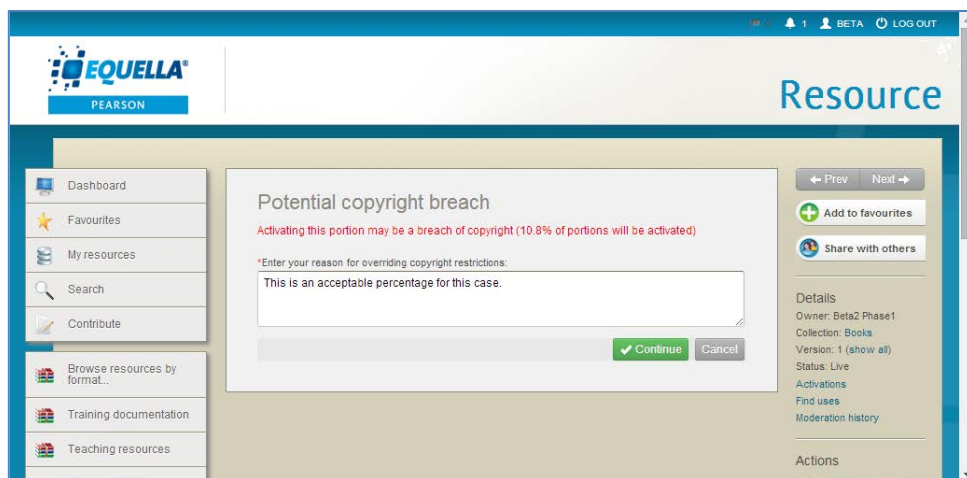 1 BETA LOG OUT
EQUELLA®
PEARSON
Resource
Dashboard
Favourites
My resources
Search
Contribute
Browse resources by
format...
Training documentation
Teaching resources
Potential copyright breach
Activating this portion may be a breach of copyright (10.8% of portions will be activated)
*Enter your reason for overriding copyright restrictions:
This is an acceptable percentage for this case.
Continue Cancel
Prev Next
Add to favourites
Share with others
Details
Owner: Beta2 Phase1
Collection: Books
Version: 1 (show all)
Status: Live
Activations
Find uses
Moderation history
Actions